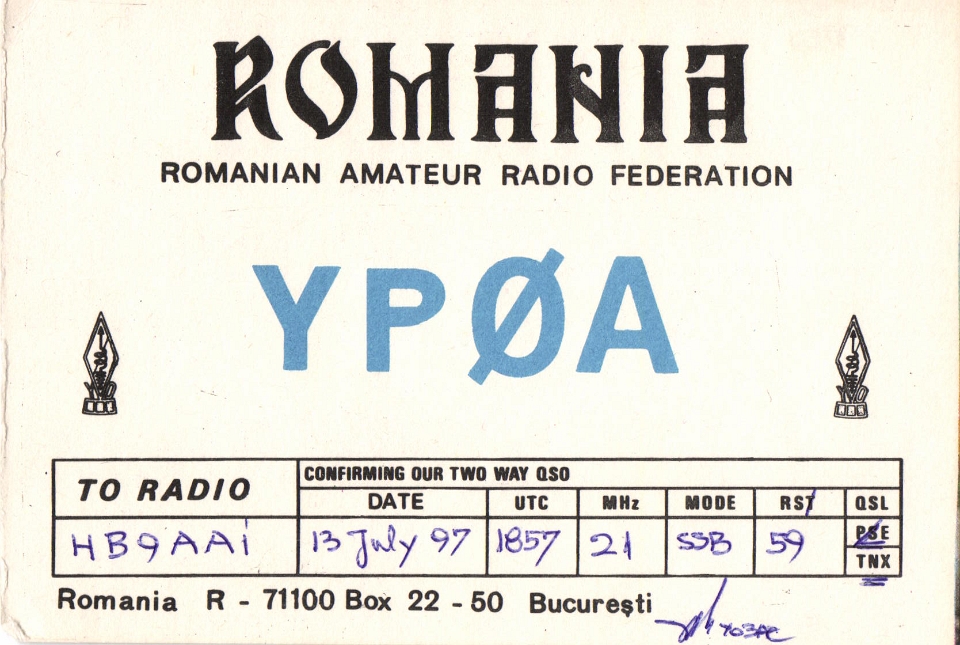 ROMANIA
ROMANIAN AMATEUR RADIO FEDERATION
YPØA
TO RADIO
CONFIRMING OUR TWO WAY QSO
DATE UTC MHz MODE RST QSL
HB9AAi 13 July 97 1857 21 SSB 59 PSE
TNX
Romania R - 71100 Box 22 - 50 București
YO3AC